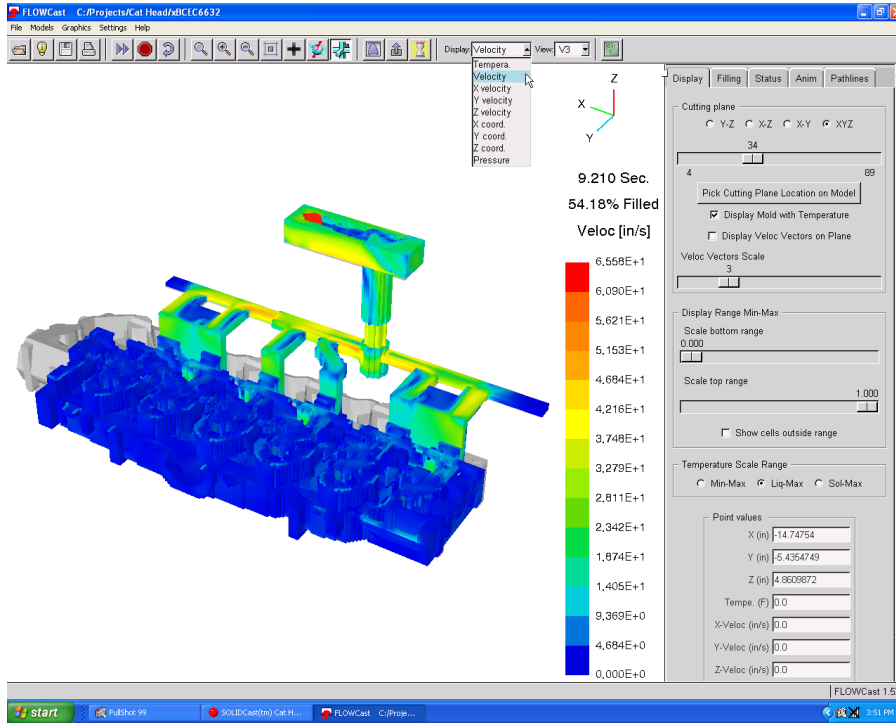 FLOWCast C:/Projects/Cat Head/xBCEC6632
File Models Graphics Settings Help
Display: Velocity View: V3
Tempera.
Velocity
X velocity
Y velocity
Z velocity
X coord.
Y coord.
Z coord.
Pressure
Z
X
Y
9.210 Sec.
54.18% Filled
Veloc [in/s]
6,558E+1
6,090E+1
5,621E+1
5,153E+1
4,684E+1
4,216E+1
3,748E+1
3,279E+1
2,811E+1
2,342E+1
1,874E+1
1,405E+1
9,369E+0
4,684E+0
0,000E+0
Display Filling Status Anim Pathlines
Cutting plane
Y-Z X-Z X-Y XYZ
34
4 89
Pick Cutting Plane Location on Model
Display Mold with Temperature
Display Veloc Vectors on Plane
Veloc Vectors Scale
3
Display Range Min-Max
Scale bottom range
0.000
Scale top range
1.000
Show cells outside range
Temperature Scale Range
Min-Max Liq-Max Sol-Max
Point values
X (in) -14.74754
Y (in) -5.4354749
Z (in) 4.8609872
Tempe. (F) 0.0
X-Veloc (in/s) 0.0
Y-Veloc (in/s) 0.0
Z-Veloc (in/s) 0.0
FLOWCast 1.5
start FullShot 99 SOLIDCast(tm) Cat H... FLOWCast C:/Proje... 3:51 PM